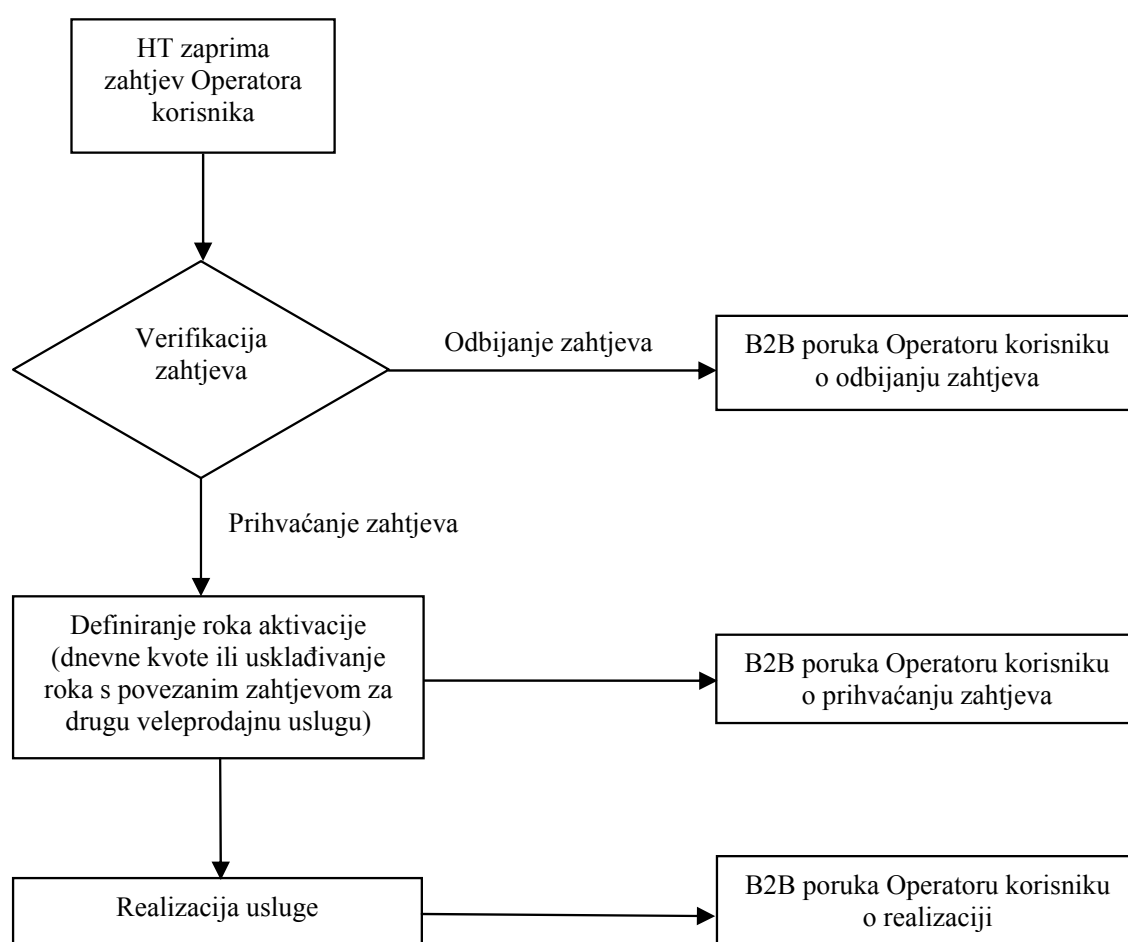 HT zaprima
zahtjev Operatora
korisnika
Verifikacija
zahtjeva
Odbijanje zahtjeva
B2B poruka Operatoru korisniku
o odbijanju zahtjeva
Prihvaćanje zahtjeva
Definiranje roka aktivacije
(dnevne kvote ili usklađivanje
roka s povezanim zahtjevom za
drugu veleprodajnu uslugu)
B2B poruka Operatoru korisniku
o prihvaćanju zahtjeva
Realizacija usluge
B2B poruka Operatoru korisniku
o realizaciji